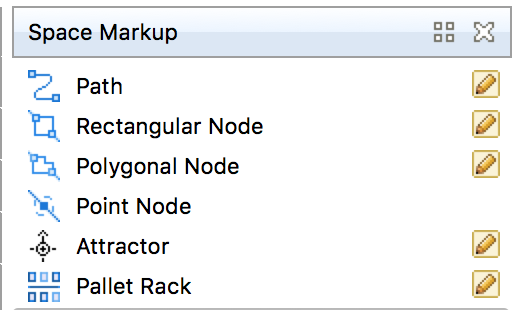 Space Markup
Path
Rectangular Node
Polygonal Node
Point Node
Attractor
Pallet Rack